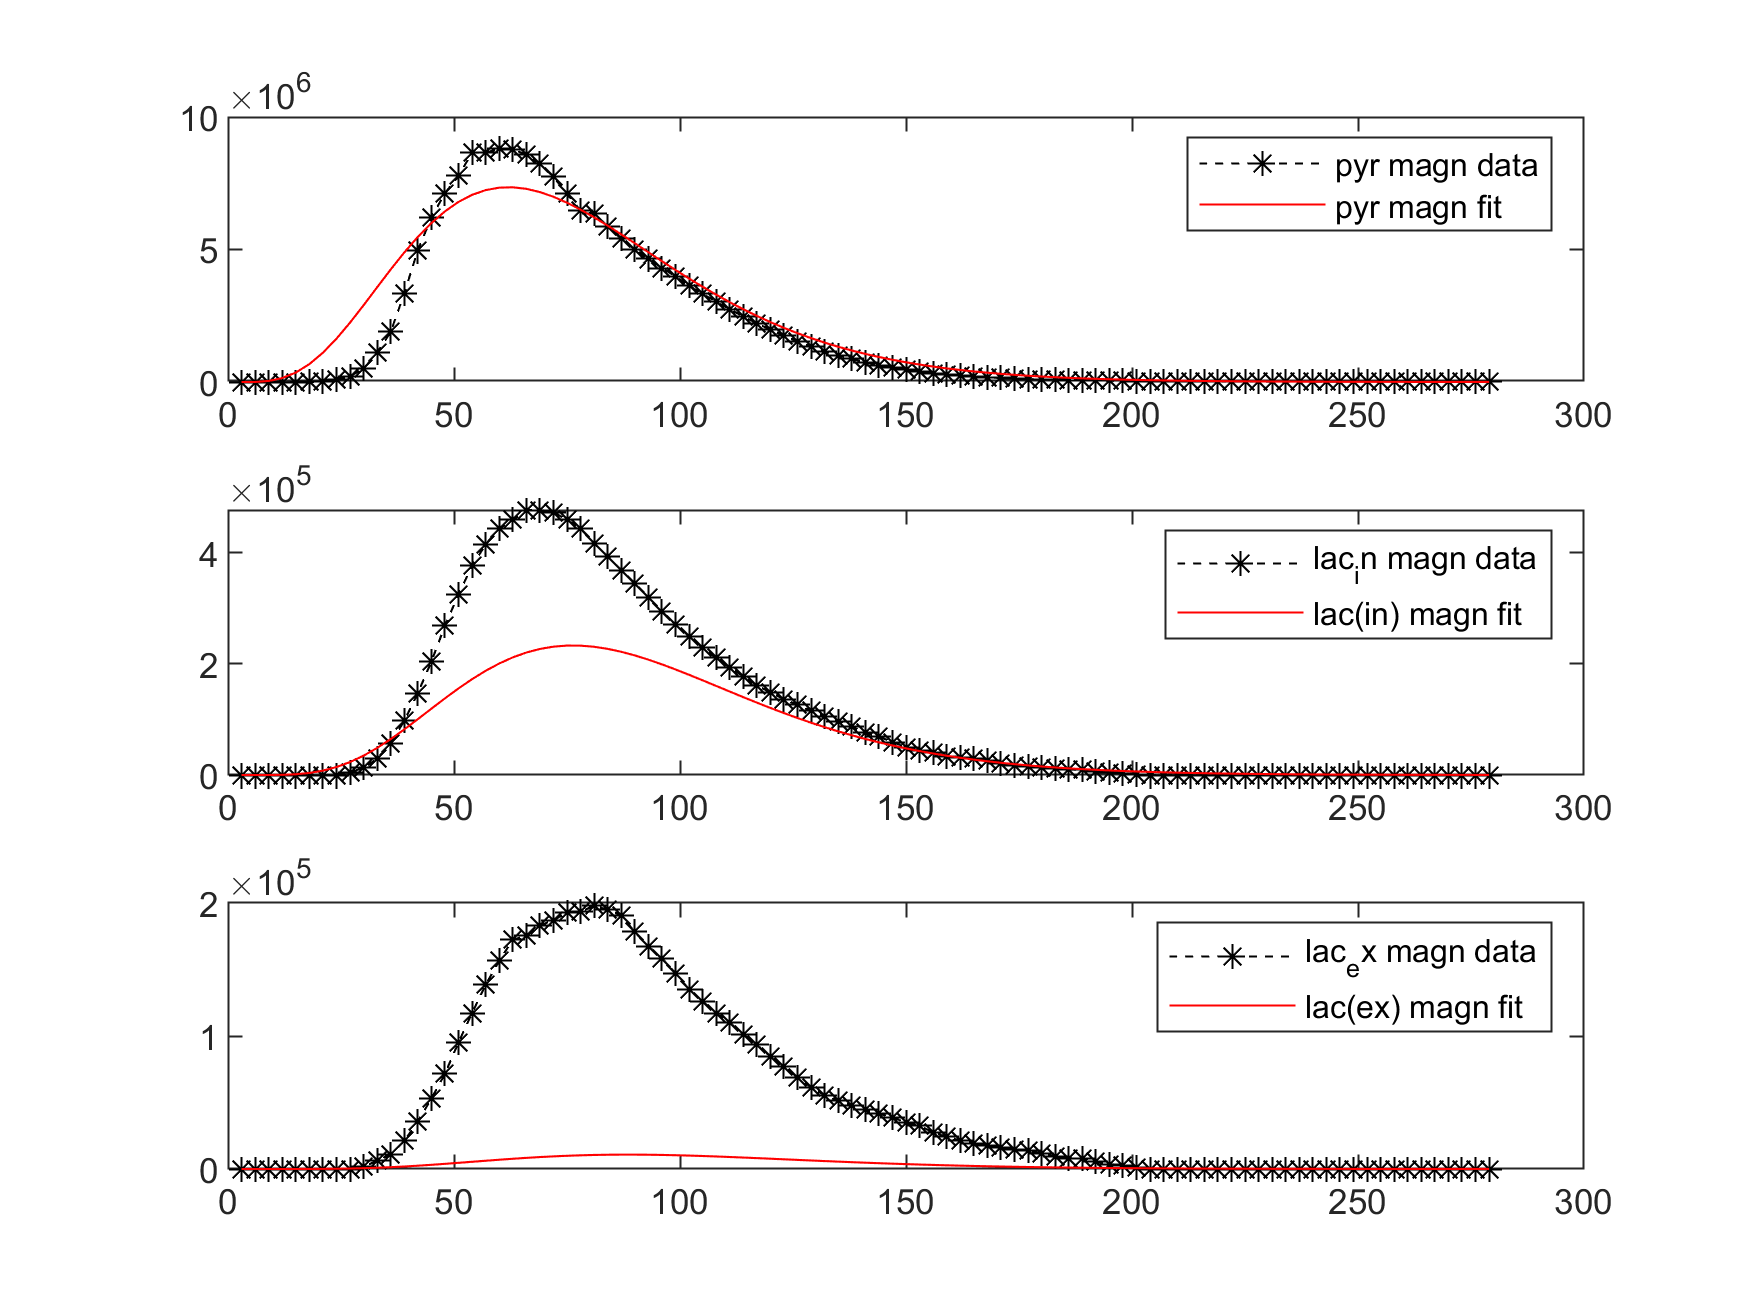 ×10^6
10
5
0
0 50 100 150 200 250 300
pyr magn data
pyr magn fit
×10^5
4
2
0
0 50 100 150 200 250 300
lac_in magn data
lac(in) magn fit
×10^5
2
1
0
0 50 100 150 200 250 300
lac_ex magn data
lac(ex) magn fit